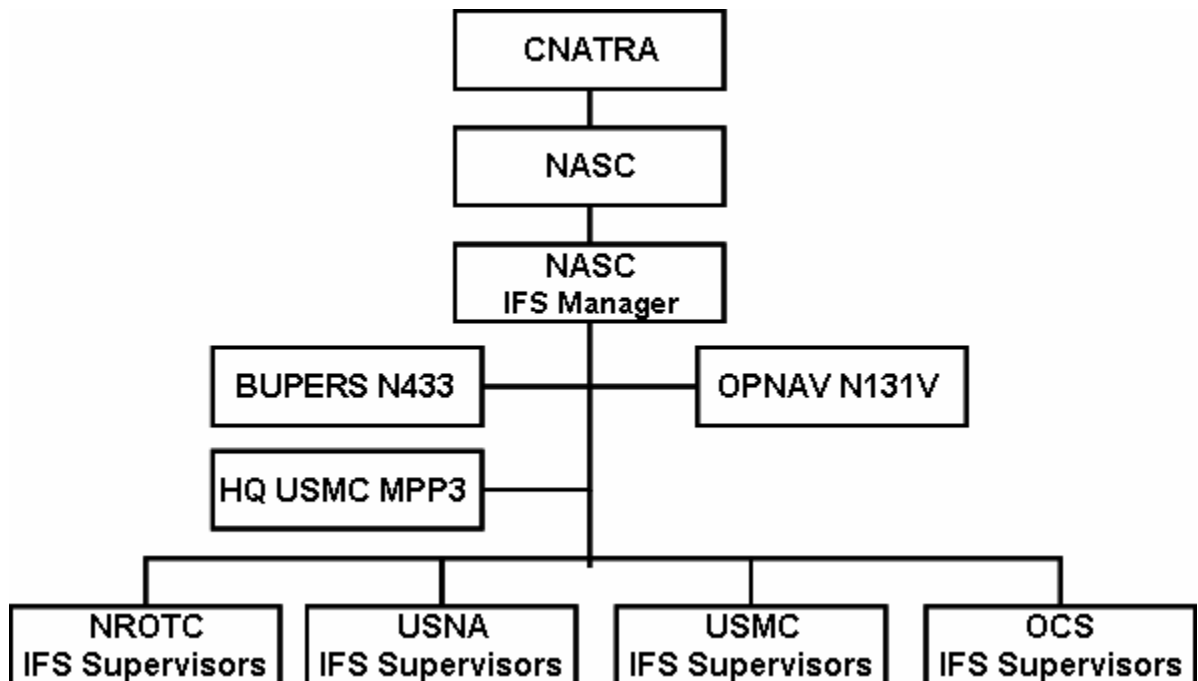 CNATRA
NASC
NASC
IFS Manager
BUPERS N433
OPNAV N131V
HQ USMC MPP3
NROTC
IFS Supervisors
USNA
IFS Supervisors
USMC
IFS Supervisors
OCS
IFS Supervisors